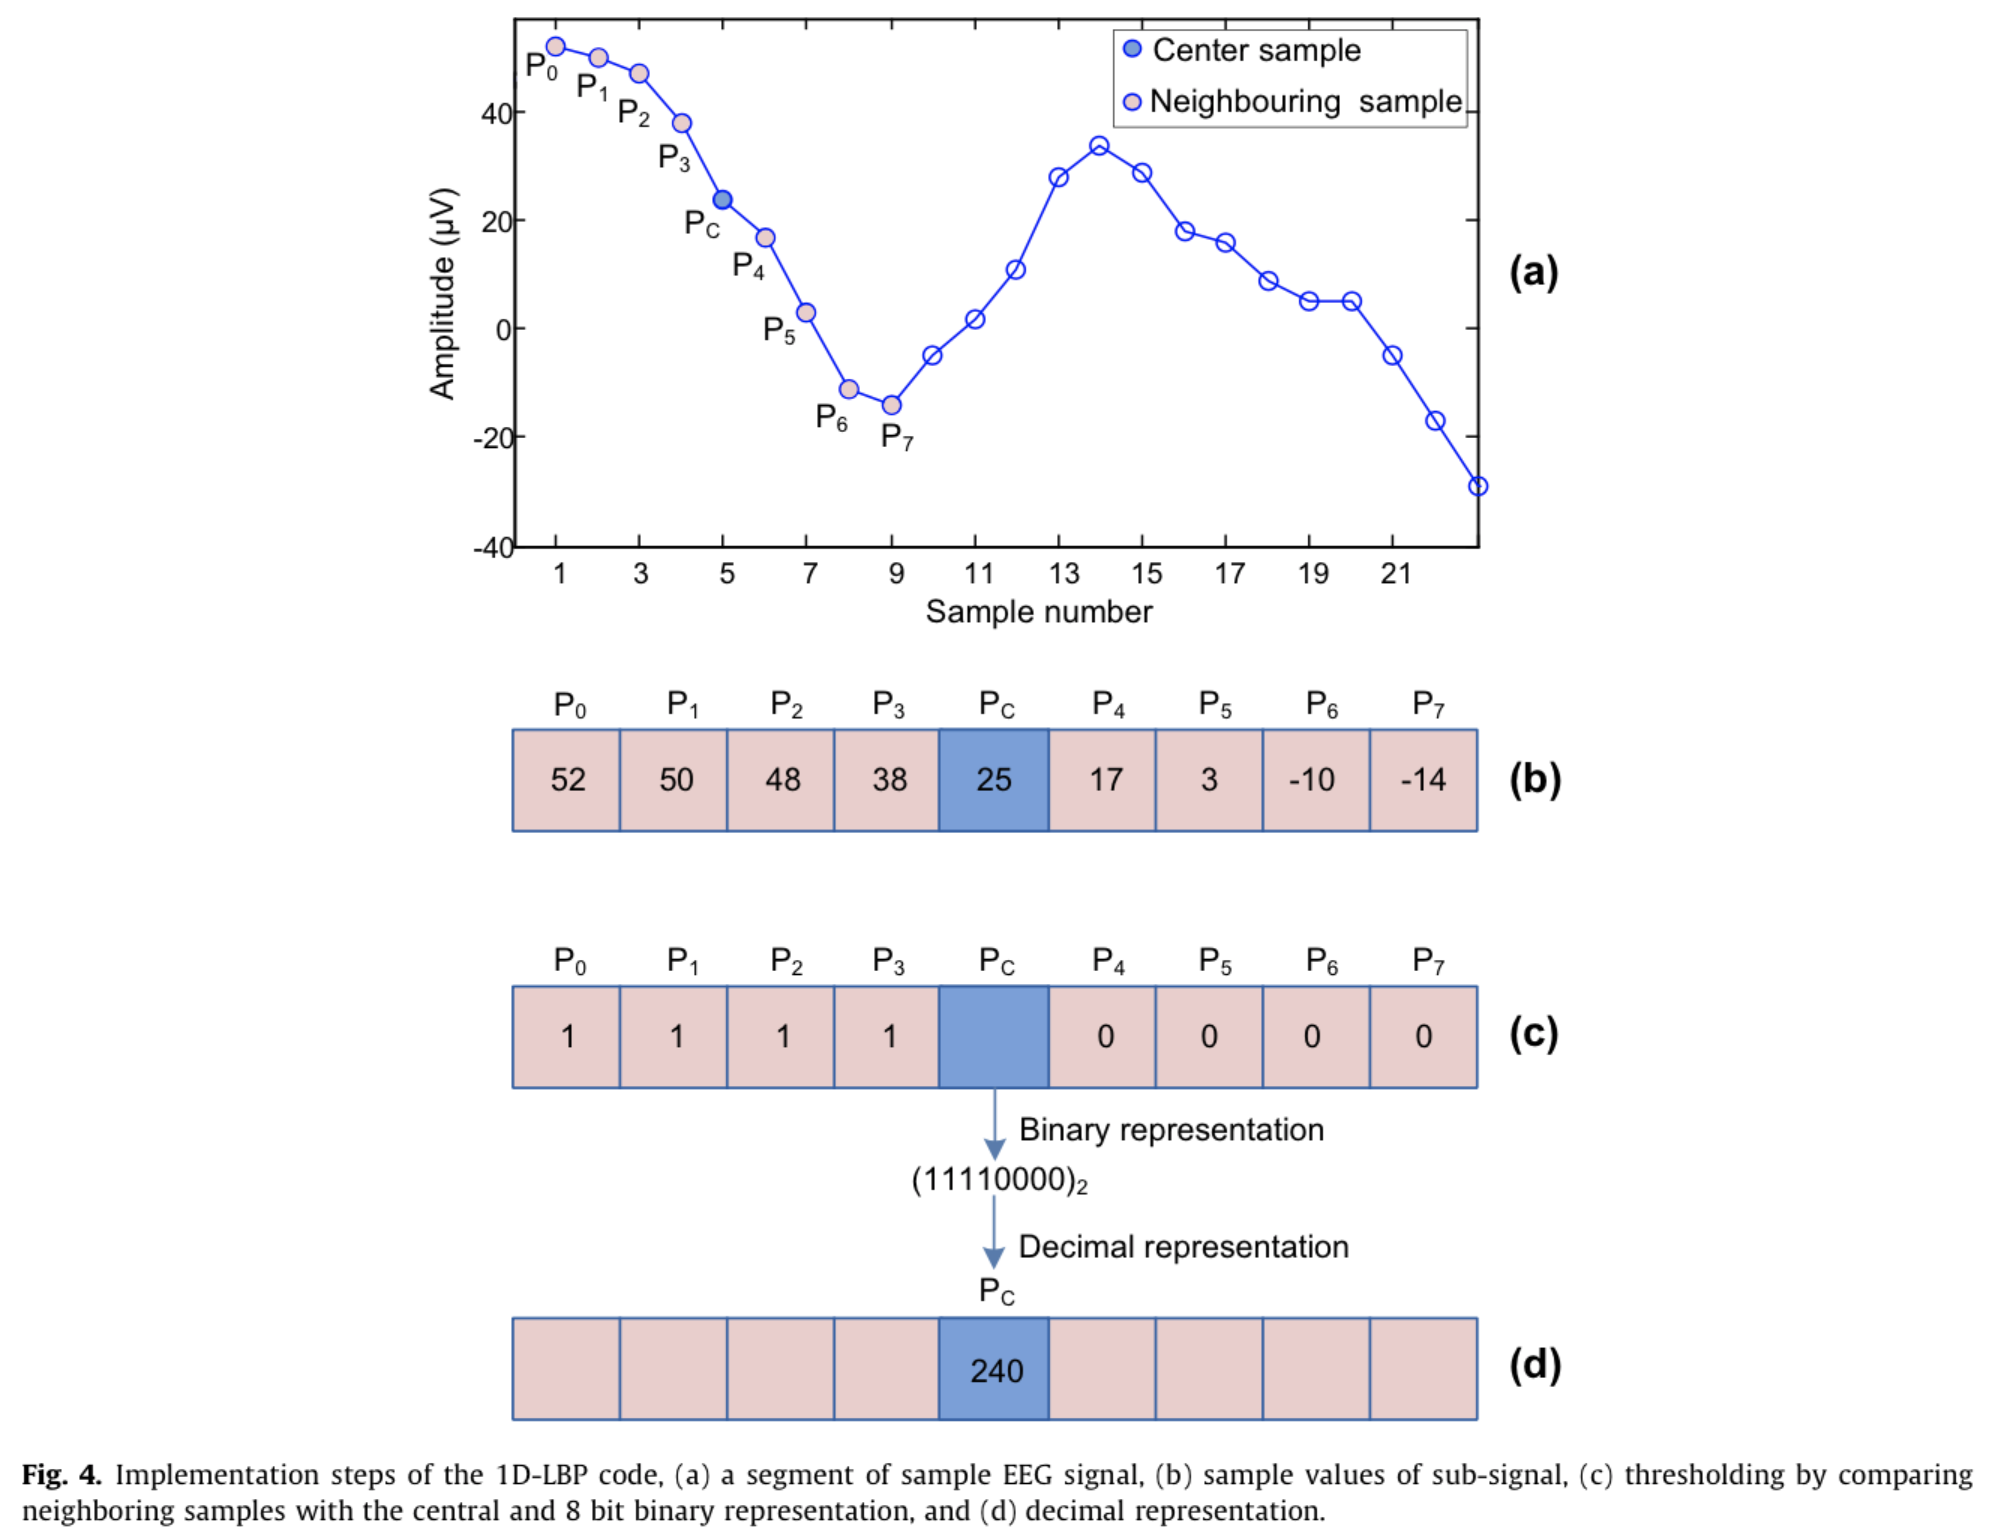 Center sample
Neighbouring sample
P0
P1
P2
P3
PC
P4
P5
P6
P7
40
20
0
-20
-40
Amplitude (µV)
1 3 5 7 9 11 13 15 17 19 21
Sample number
(a)
P0 P1 P2 P3 PC P4 P5 P6 P7
52 50 48 38 25 17 3 -10 -14
(b)
P0 P1 P2 P3 PC P4 P5 P6 P7
1 1 1 1 0 0 0 0
(c)
Binary representation
(11110000)2
Decimal representation
PC
240
(d)
Fig. 4. Implementation steps of the 1D-LBP code, (a) a segment of sample EEG signal, (b) sample values of sub-signal, (c) thresholding by comparing
neighboring samples with the central and 8 bit binary representation, and (d) decimal representation.